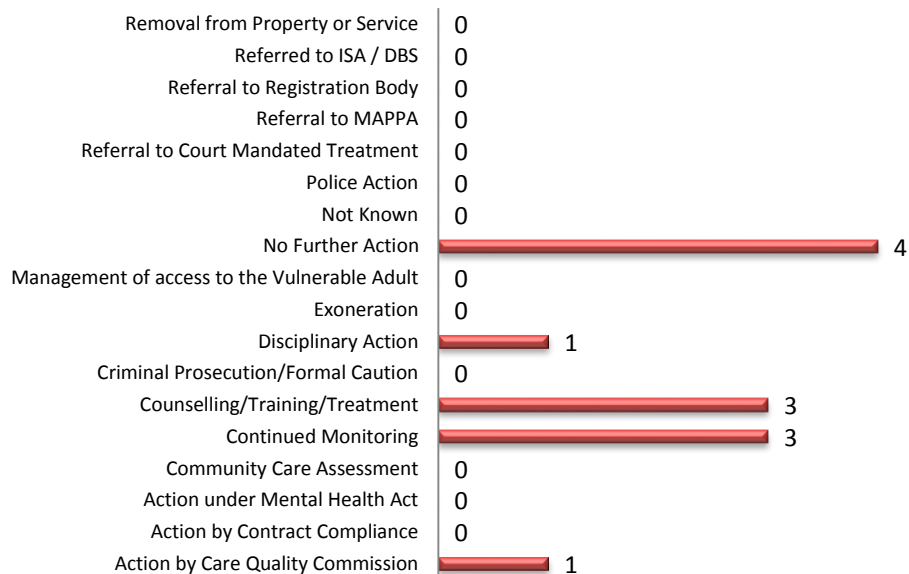 Removal from Property or Service 0
Referred to ISA / DBS 0
Referral to Registration Body 0
Referral to MAPPA 0
Referral to Court Mandated Treatment 0
Police Action 0
Not Known 0
No Further Action 4
Management of access to the Vulnerable Adult 0
Exoneration 0
Disciplinary Action 1
Criminal Prosecution/Formal Caution 0
Counselling/Training/Treatment 3
Continued Monitoring 3
Community Care Assessment 0
Action under Mental Health Act 0
Action by Contract Compliance 0
Action by Care Quality Commission 1